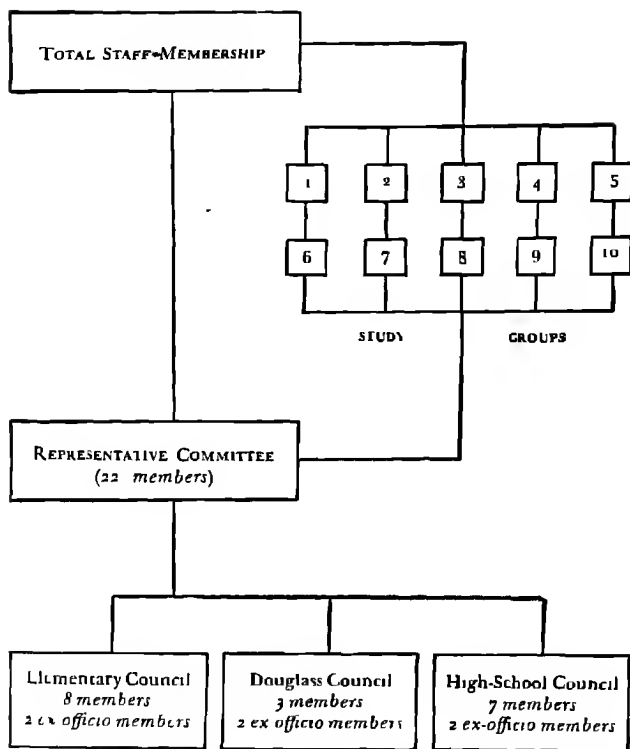 TOTAL STAFF-MEMBERSHIP
1 2 3 4 5
6 7 8 9 10
STUDY GROUPS
REPRESENTATIVE COMMITTEE
(22 members)
Elementary Council
8 members
2 ex officio members
Douglass Council
3 members
2 ex officio members
High-School Council
7 members
2 ex-officio members